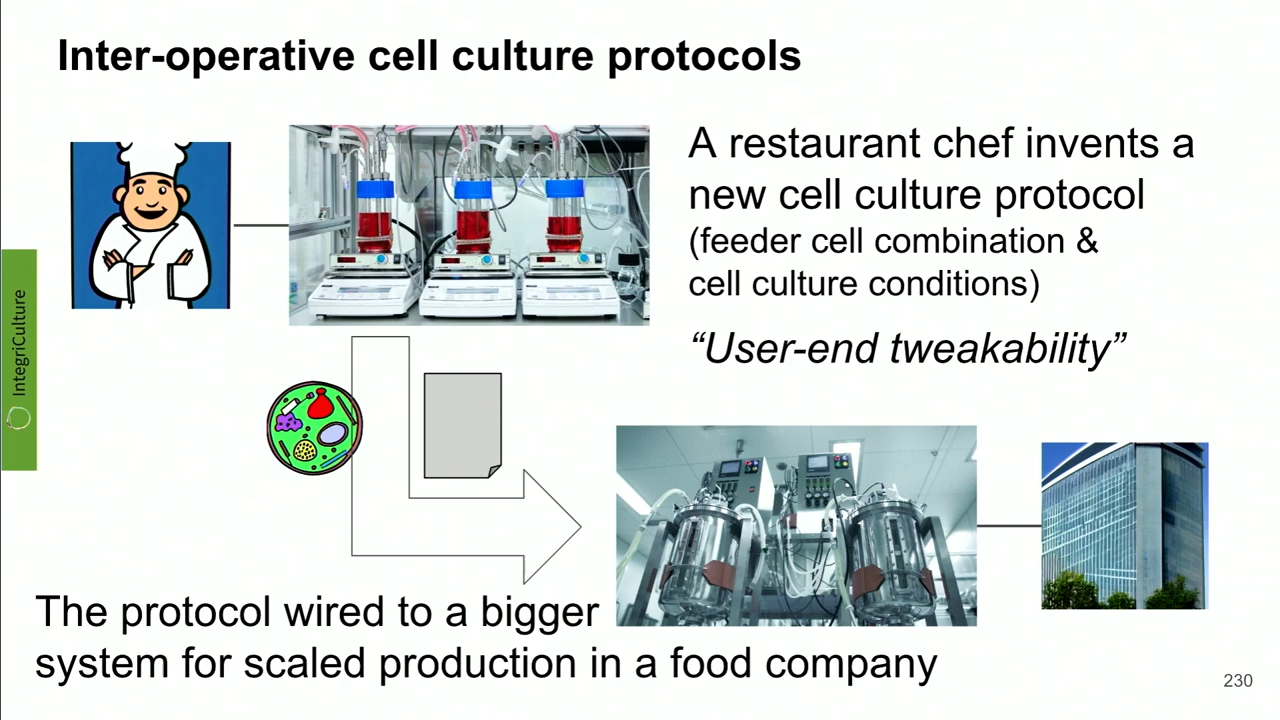 Inter-operative cell culture protocols
A restaurant chef invents a
new cell culture protocol
(feeder cell combination &
cell culture conditions)
“User-end tweakability”
IntegriCulture
The protocol wired to a bigger
system for scaled production in a food company
230